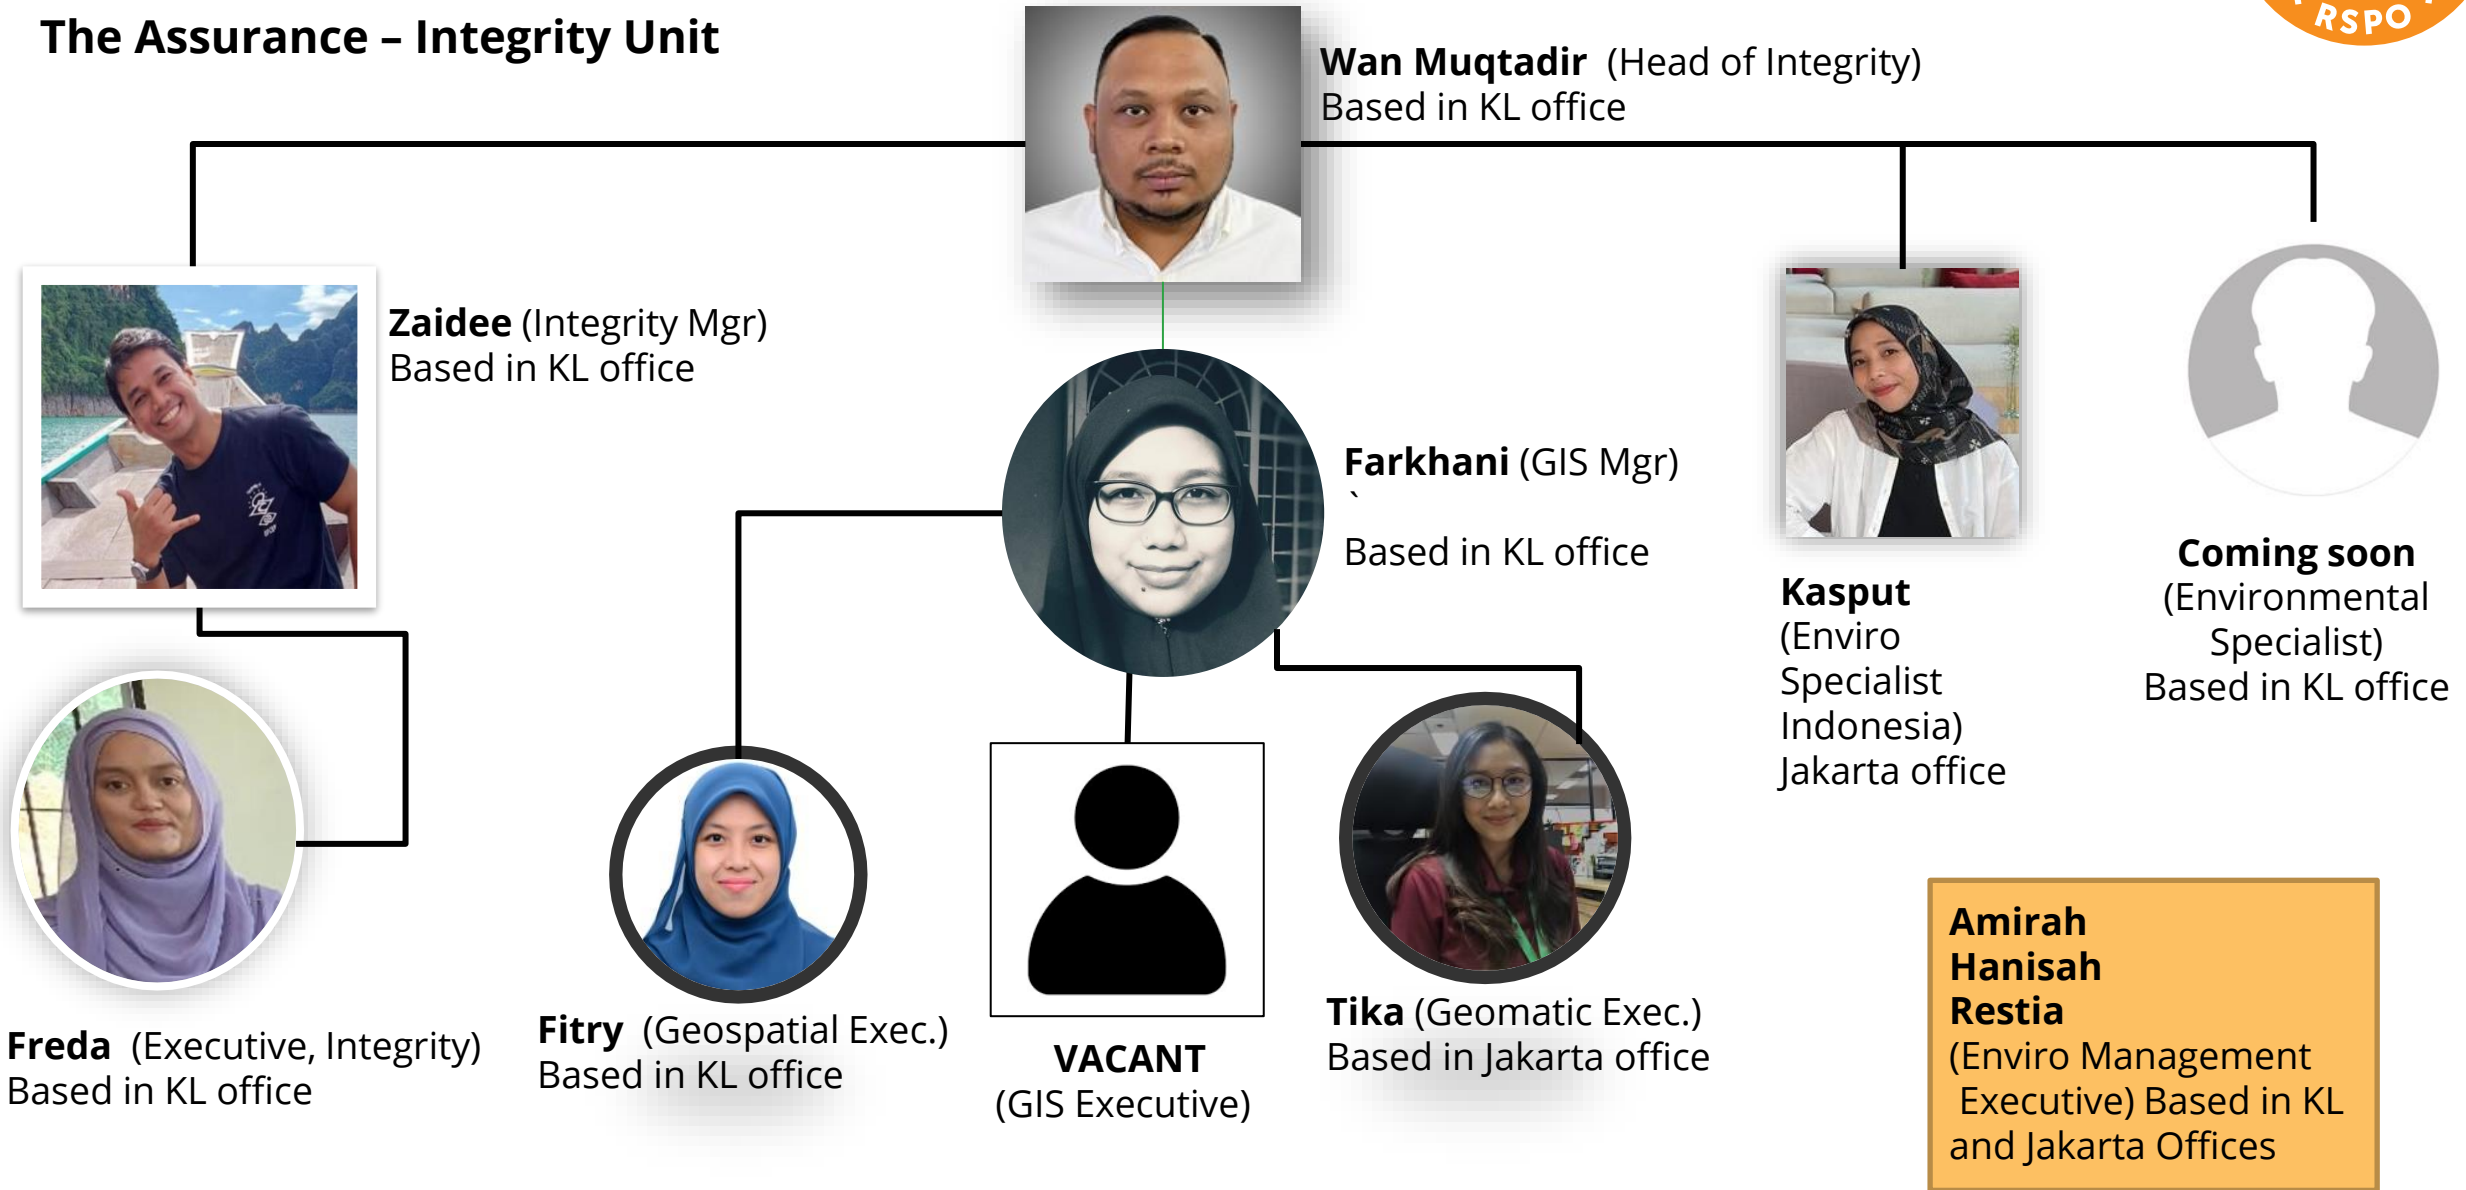 The Assurance – Integrity Unit
RSPO
Wan Muqtadir (Head of Integrity)
Based in KL office
Zaidee (Integrity Mgr)
Based in KL office
Farkhani (GIS Mgr)
`
Based in KL office
Kasput
(Enviro
Specialist
Indonesia)
Jakarta office
Coming soon
(Environmental
Specialist)
Based in KL office
Freda (Executive, Integrity)
Based in KL office
Fitry (Geospatial Exec.)
Based in KL office
VACANT
(GIS Executive)
Tika (Geomatic Exec.)
Based in Jakarta office
Amirah
Hanisah
Restia
(Enviro Management
Executive) Based in KL
and Jakarta Offices